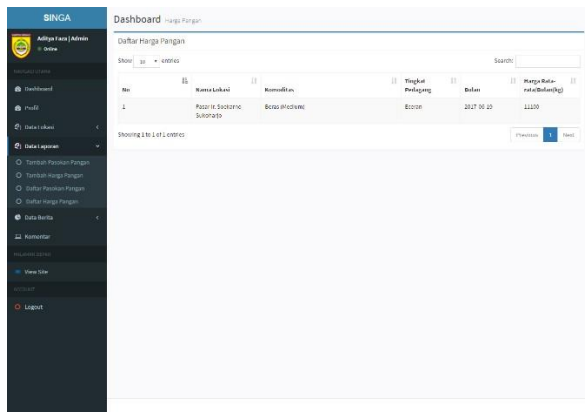 SINGA
Dashboard Harga Pangan
Aditya Faza | Admin
Online
Daftar Harga Pangan
Show 10 entries Search:
No Nama Lokasi Komoditas Tingkat Pedagang Bulan Harga Rata-rata/Bulan(kg)
1 Pasar Ir. Soekarno Sukoharjo Beras (Medium) Eceran 2017 11100
Showing 1 to 1 of 1 entries
Previous 1 Next
Dashboard
Profil
Data Lokasi
Data Laporan
Tambah Pasokan Pangan
Tambah Harga Pangan
Daftar Pasokan Pangan
Daftar Harga Pangan
Data Berita
Komentar
View Site
ACCOUNT
Logout